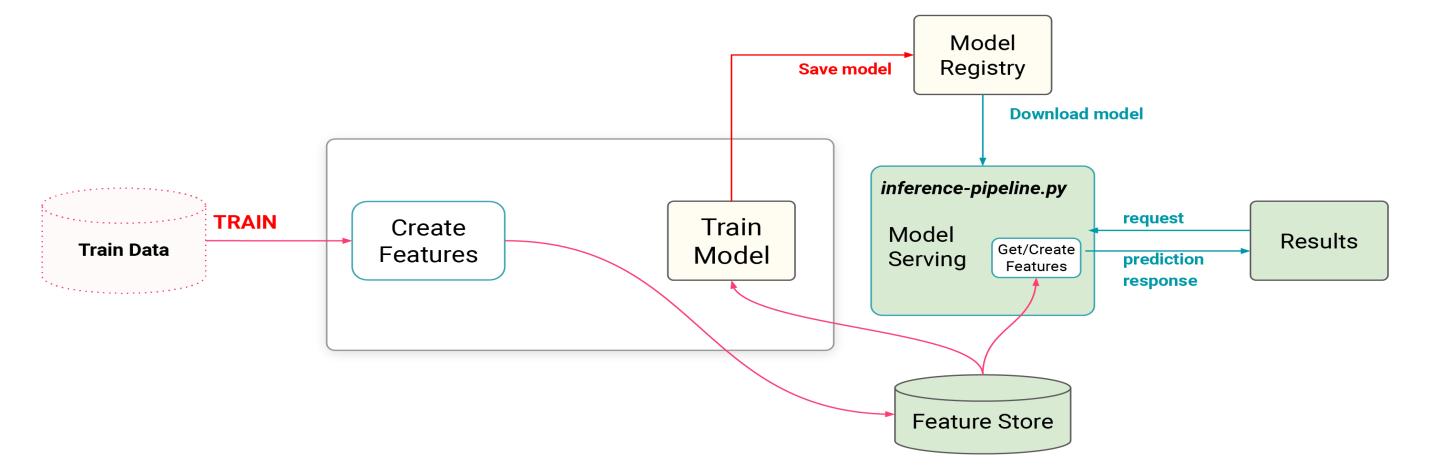 Model
Registry
Save model
Download model
inference-pipeline.py
TRAIN
Train Data
Create
Features
Train
Model
Model
Serving
Get/Create
Features
request
prediction
response
Results
Feature Store